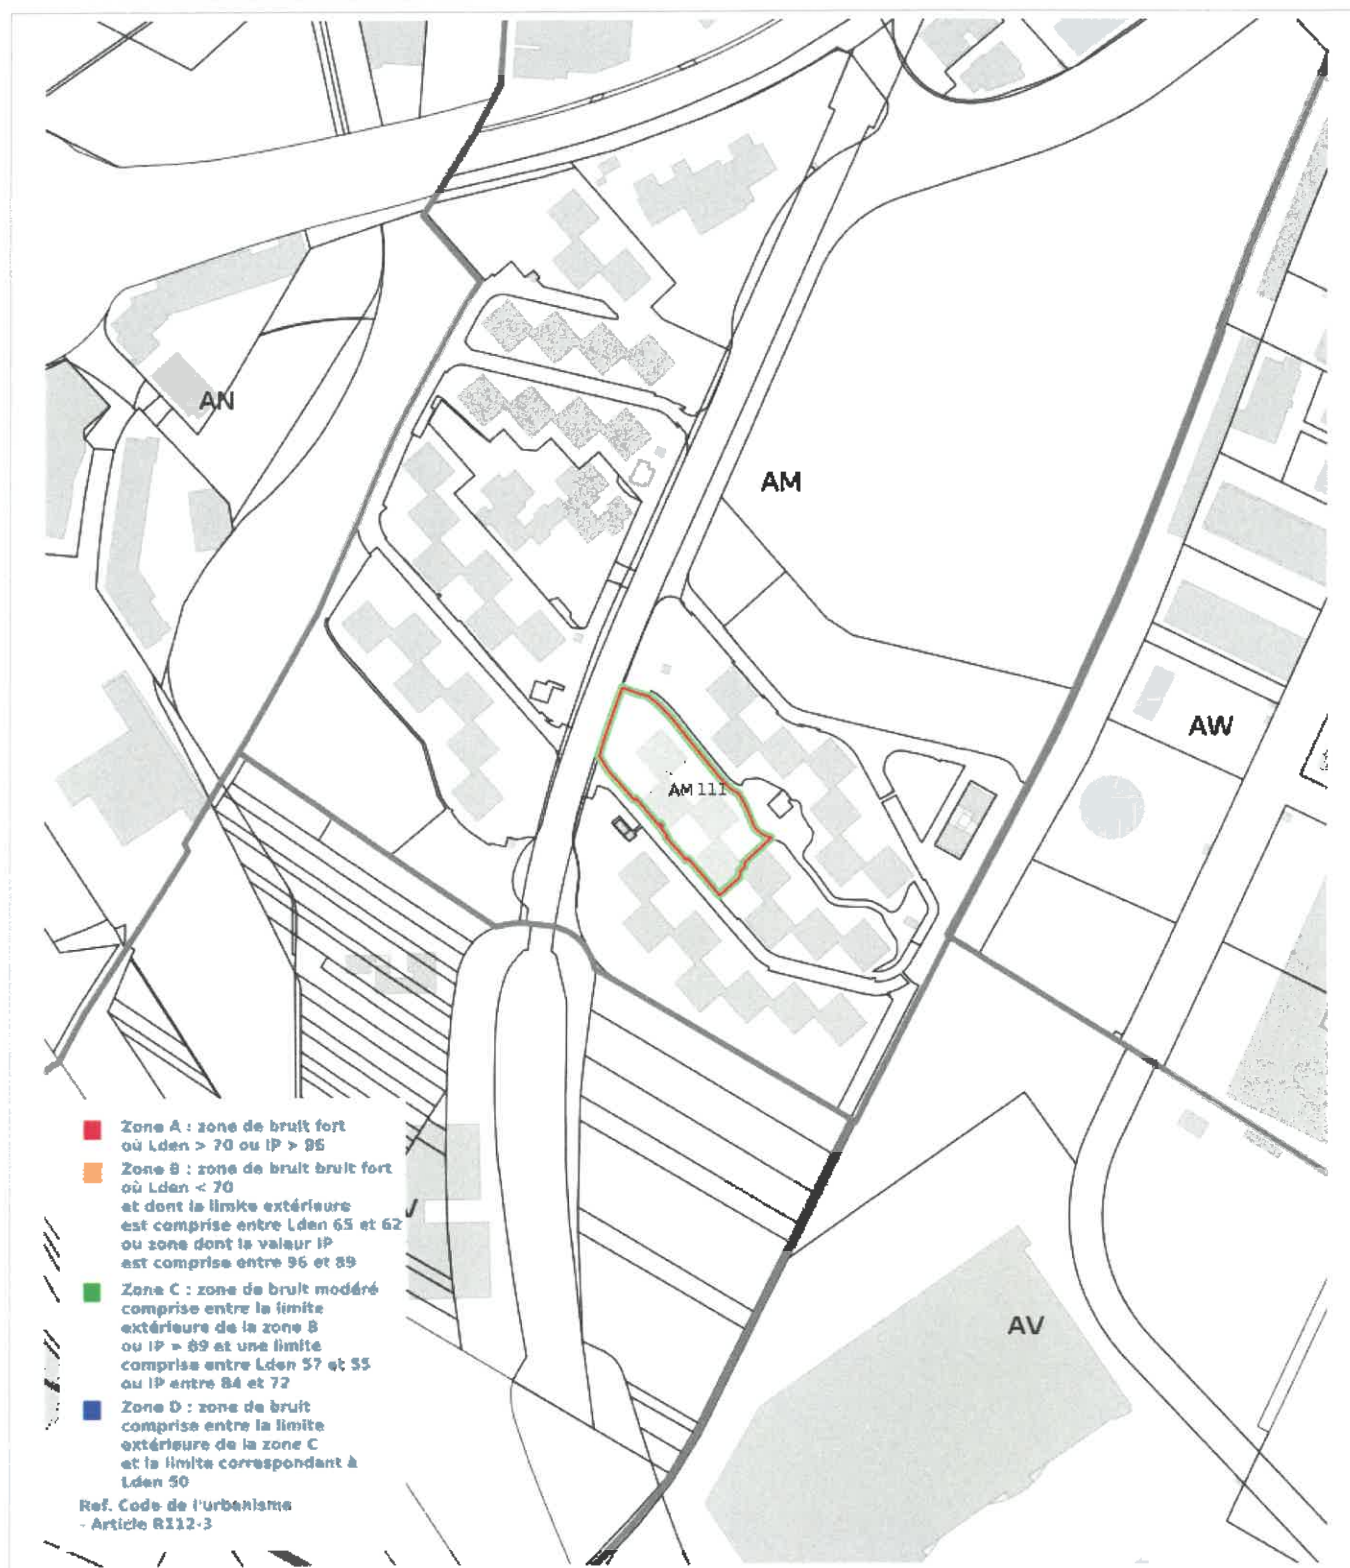 AN
AM
AW
AM 111
Zone A : zone de bruit fort
où Lden > 70 ou IP > 96
Zone B : zone de bruit bruit fort
où Lden < 70
et dont la limite extérieure
est comprise entre Lden 65 et 62
ou zone dont la valeur IP
est comprise entre 96 et 89
Zone C : zone de bruit modéré
comprise entre la limite
extérieure de la zone B
ou IP = 89 et une limite
comprise entre Lden 57 et 55
ou IP entre 84 et 72
Zone D : zone de bruit
comprise entre la limite
extérieure de la zone C
et la limite correspondant à
Lden 50
Ref. Code de l'urbanisme
- Article R112-3
AV